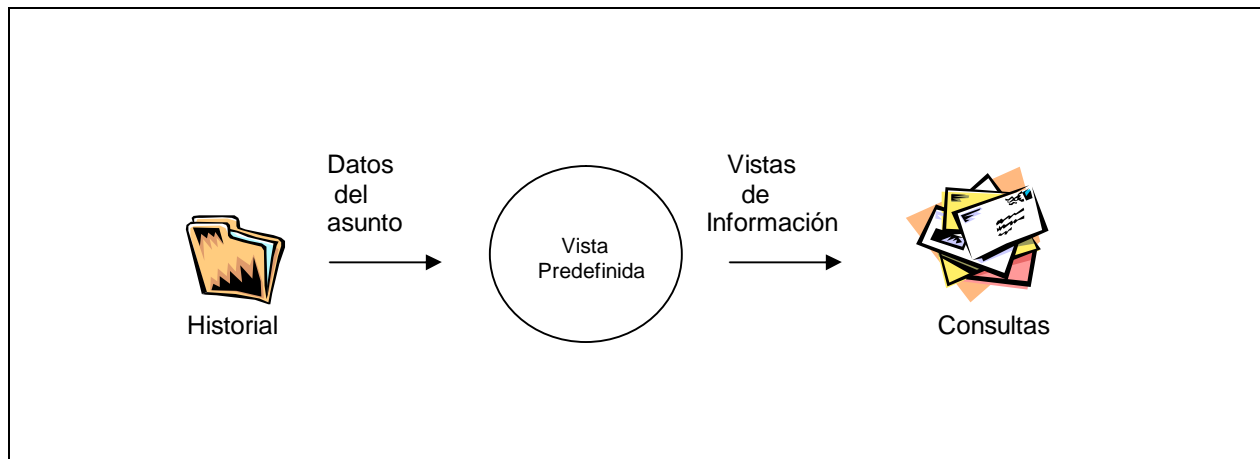 Datos
del
asunto
Vistas
de
Información
Vista
Predefinida
Historial
Consultas